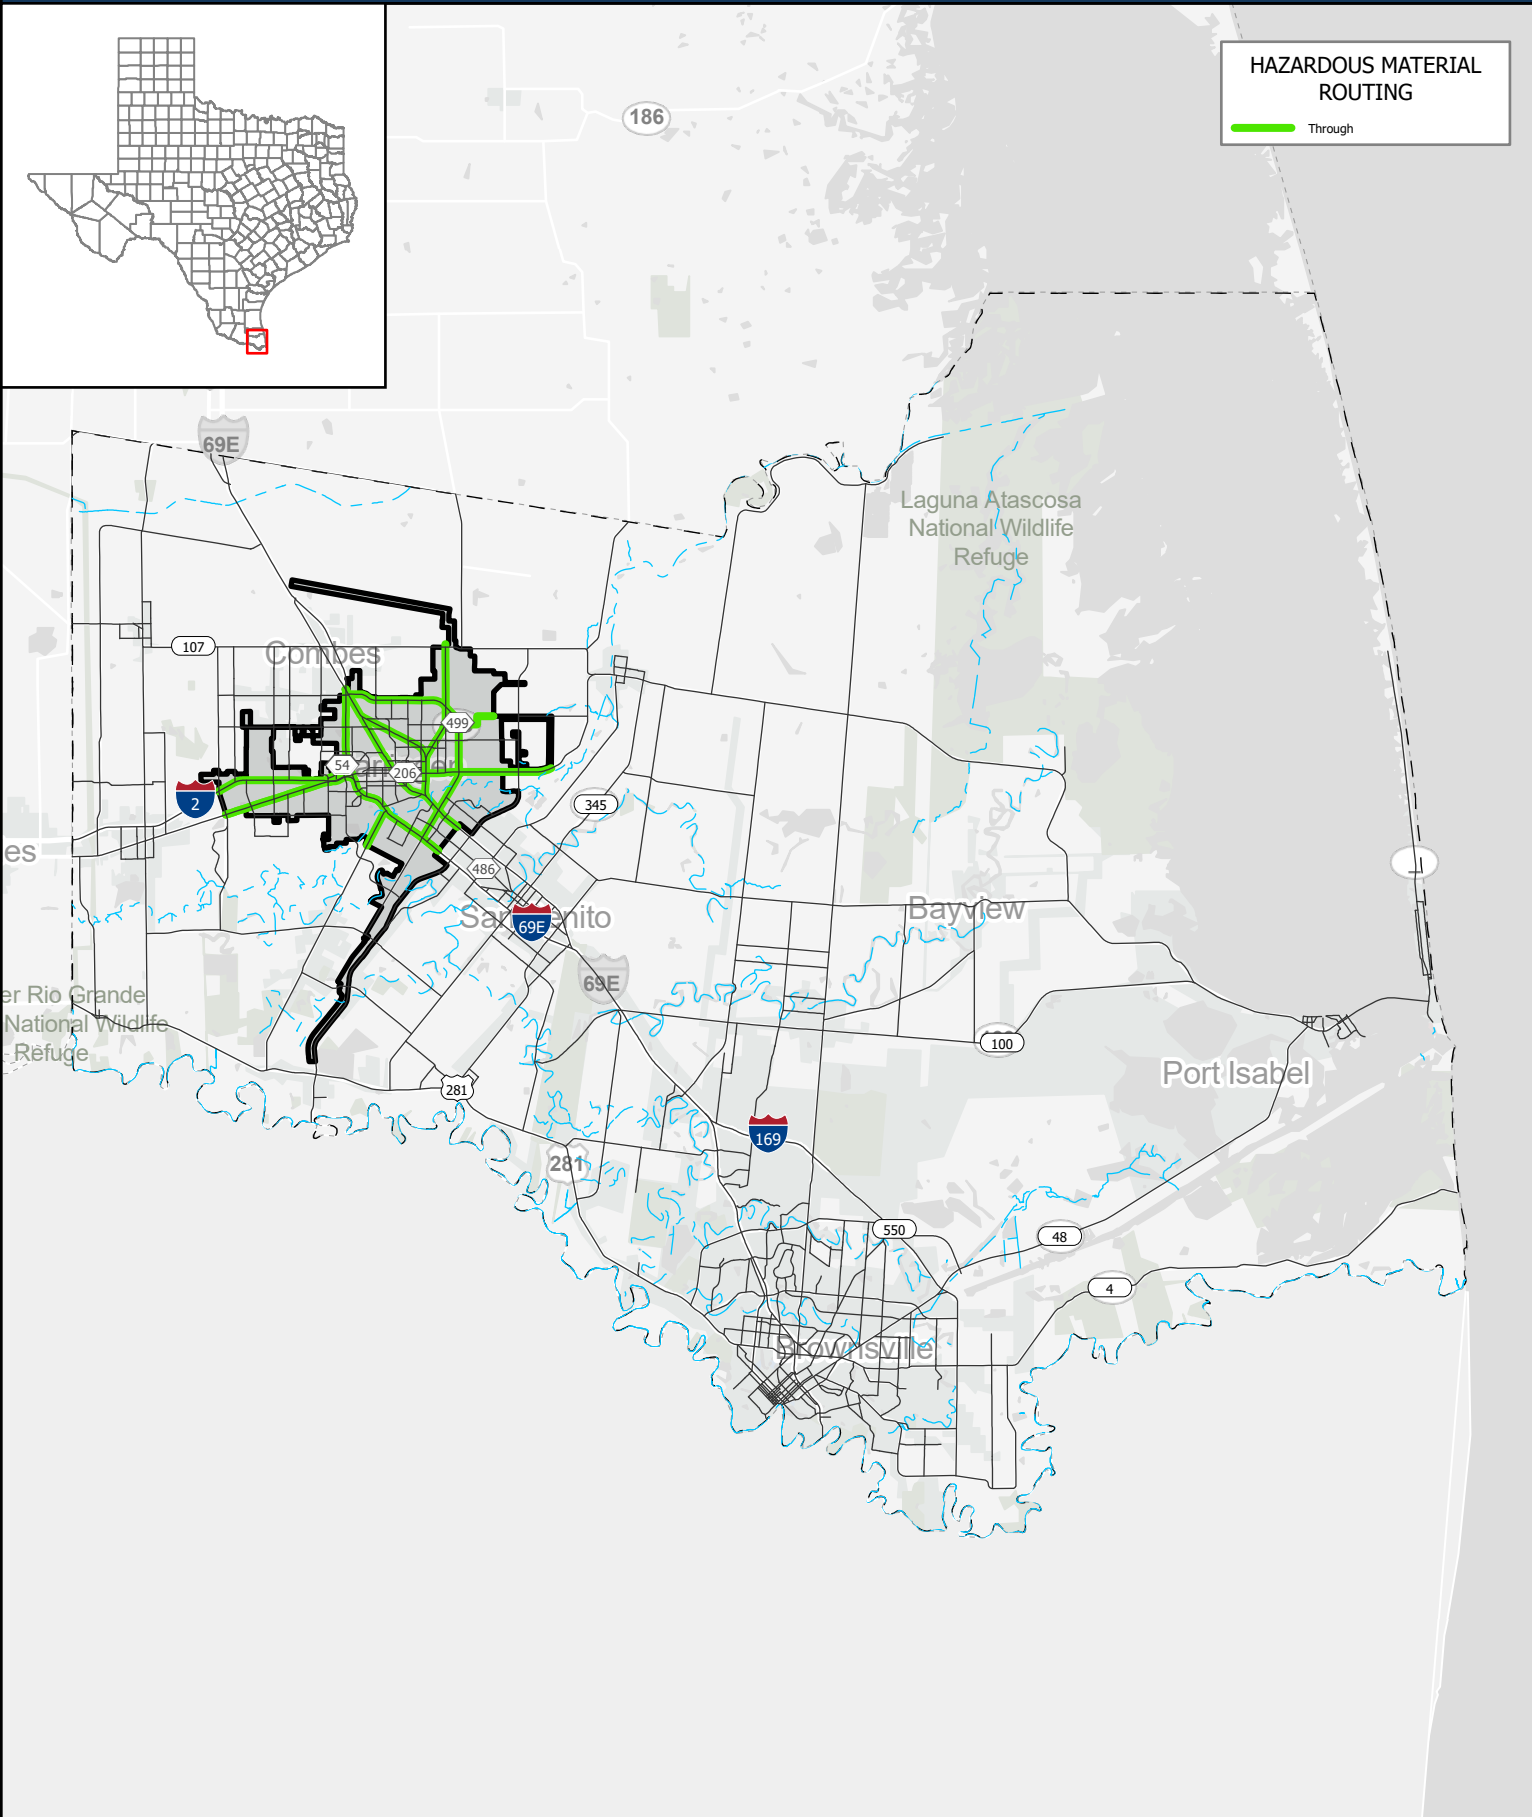 HAZARDOUS MATERIAL
ROUTING
Through
186
69E
Laguna Atascosa
National Wildlife
Refuge
107
Combes
499
54
206
2
345
es
486
San Benito
69E
Bayview
69E
er Rio Grande
National Wildlife
Refuge
100
Port Isabel
281
169
281
550
48
4
Brownsville